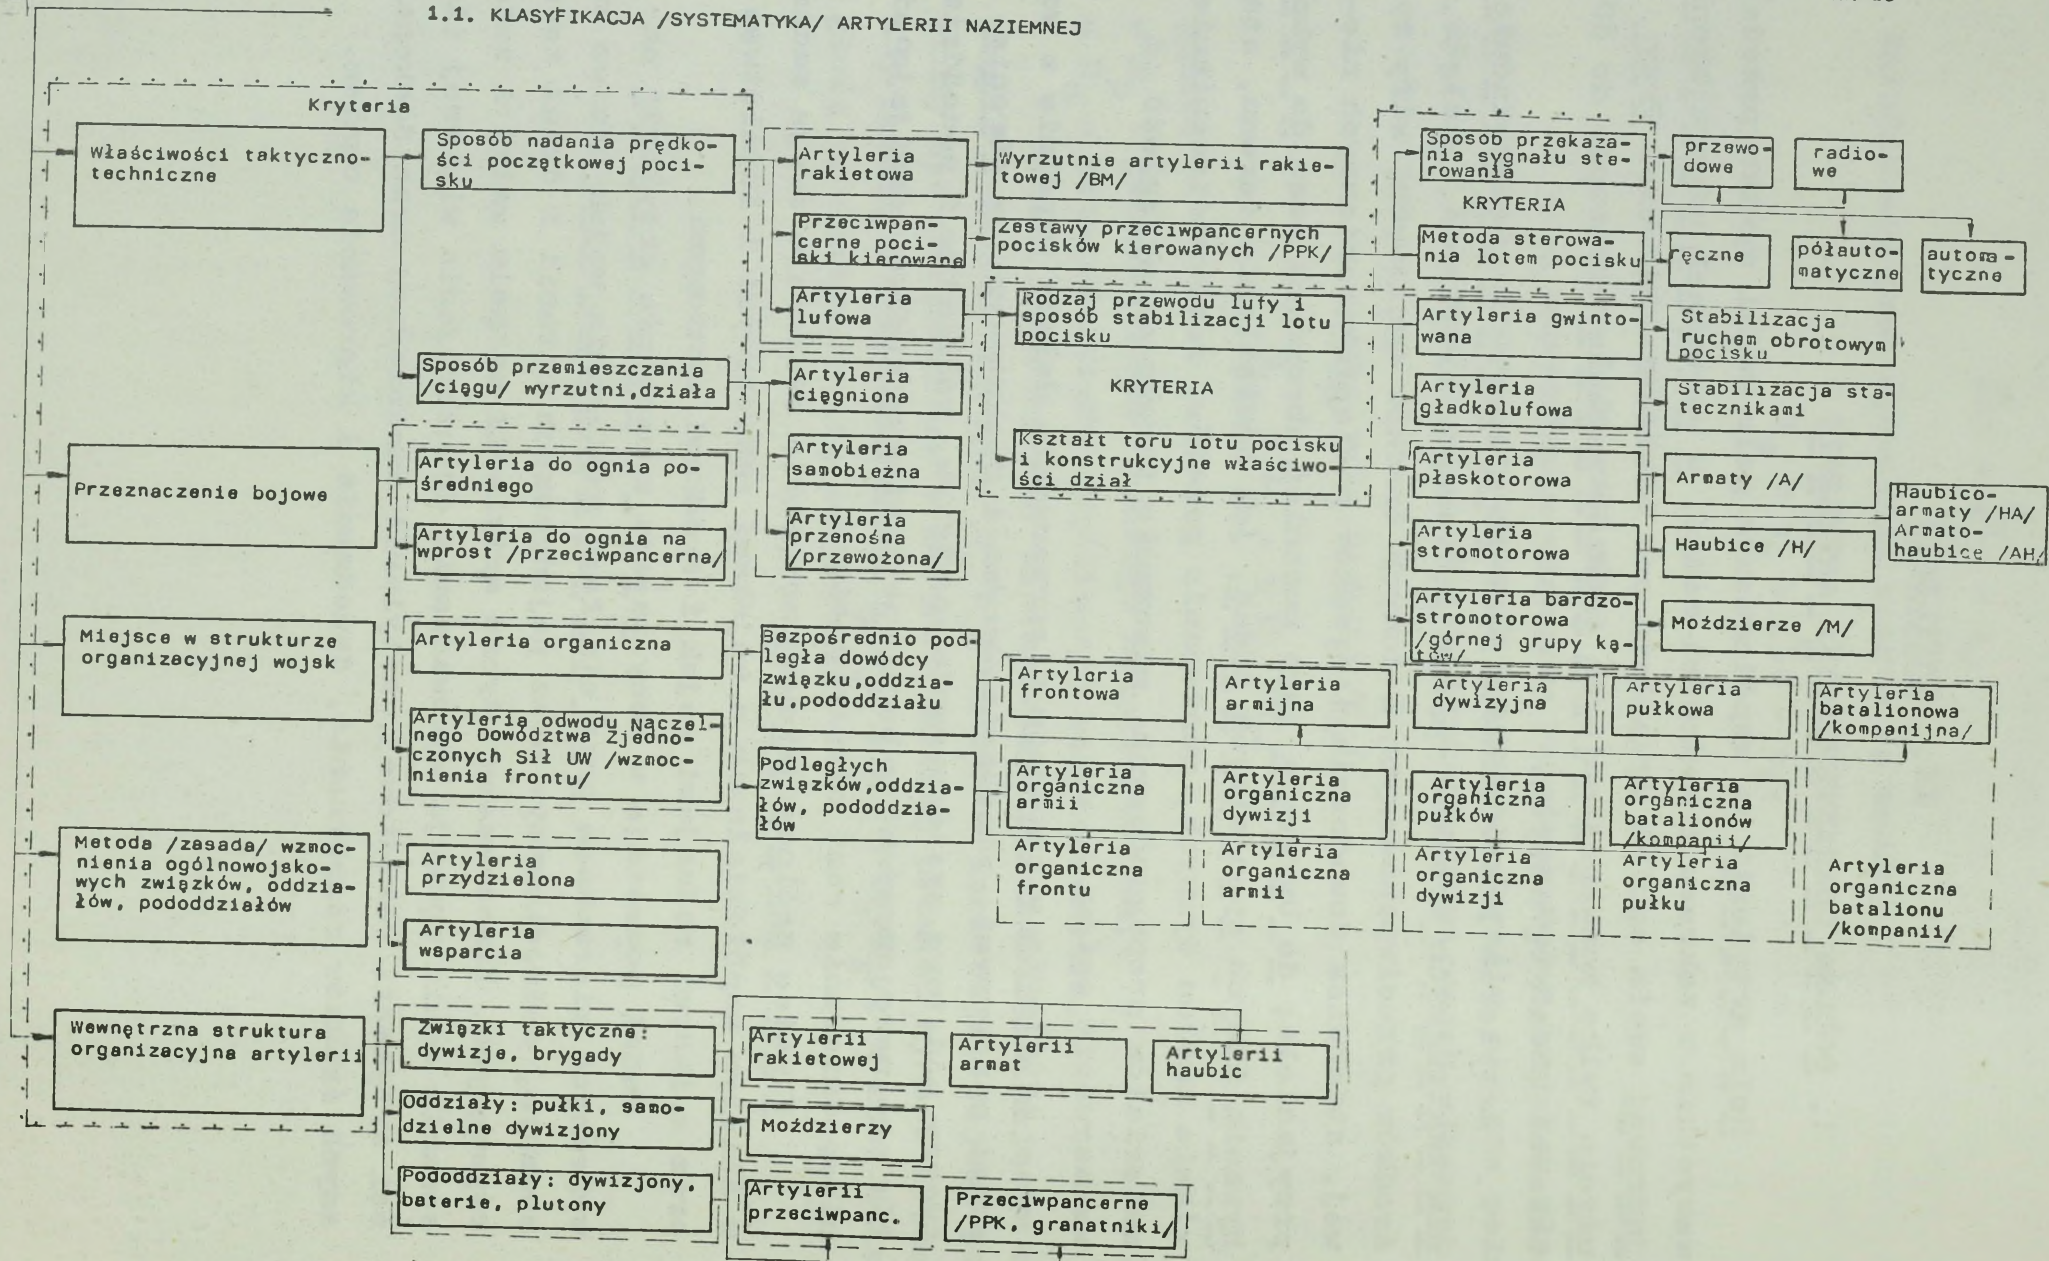 1.1. KLASYFIKACJA /SYSTEMATYKA/ ARTYLERII NAZIEMNEJ
Kryteria
Właściwości taktyczno-
techniczne
Sposób nadania prędko-
ści początkowej poci-
sku
Artyleria
rakietowa
Wyrzutnie artylerii rakie-
towej /BM/
Sposób przekaza-
nia sygnału ste-
rowania
przewo-
dowe
radio-
we
KRYTERIA
Przeciwpan-
cerne poci-
ski kierowane
Zestawy przeciwpancernych
pocisków kierowanych /PPK/
Metoda sterowa-
nia lotem pocisku
ręczne
półauto-
matyczne
automa-
tyczne
Artyleria
lufowa
Rodzaj przewodu lufy i
sposób stabilizacji lotu
pocisku
Artyleria gwinto-
wana
Stabilizacja
ruchem obrotowym
pocisku
Sposób przemieszczania
/ciągu/ wyrzutni,działa
Artyleria
ciągniona
KRYTERIA
Artyleria
gładkolufowa
Stabilizacja sta-
tecznikami
Artyleria
samobieżna
Kształt toru lotu pocisku
i konstrukcyjne właściwo-
ści dział
Artyleria
płaskotorowa
Armaty /A/
Haubico-
armaty /HA/
Armato-
haubice /AH/
Przeznaczenie bojowe
Artyleria do ognia po-
średniego
Artyleria do ognia na
wprost /przeciwpancerna/
Artyleria
przenośna
/przewożona/
Artyleria
stromotorowa
Haubice /H/
Artyleria bardzo-
stromotorowa
/górnej grupy ką-
tów/
Moździerze /M/
Miejsce w strukturze
organizacyjnej wojsk
Artyleria organiczna
Bezpośrednio pod-
legła dowódcy
związku,oddzia-
łu,pododdziału
Artyleria
frontowa
Artyleria
armijna
Artyleria
dywizyjna
Artyleria
pułkowa
Artyleria
batalionowa
/kompanijna/
Artyleria odwodu Naczel-
nego Dowództwa Zjedno-
czonych Sił UW /wzmoc-
nienia frontu/
Podległych
związków,oddzia-
łów, pododdzia-
łów
Artyleria
organiczna
armii
Artyleria
organiczna
dywizji
Artyleria
organiczna
pułków
Artyleria
organiczna
batalionów
/kompanii/
Artyleria
organiczna
frontu
Artyleria
organiczna
armii
Artyleria
organiczna
dywizji
Artyleria
organiczna
pułku
Artyleria
organiczna
batalionu
/kompanii/
Metoda /zasada/ wzmoc-
nienia ogólnowojsko-
wych związków, oddzia-
łów, pododdziałów
Artyleria
przydzielona
Artyleria
wsparcia
Wewnętrzna struktura
organizacyjna artylerii
Związki taktyczne:
dywizje, brygady
Artylerii
rakietowej
Artylerii
armat
Artylerii
haubic
Oddziały: pułki, samo-
dzielne dywizjony
Moździerzy
Pododdziały: dywizjony,
baterie, plutony
Artylerii
przeciwpanc.
Przeciwpancerne
/PPK, granatniki/